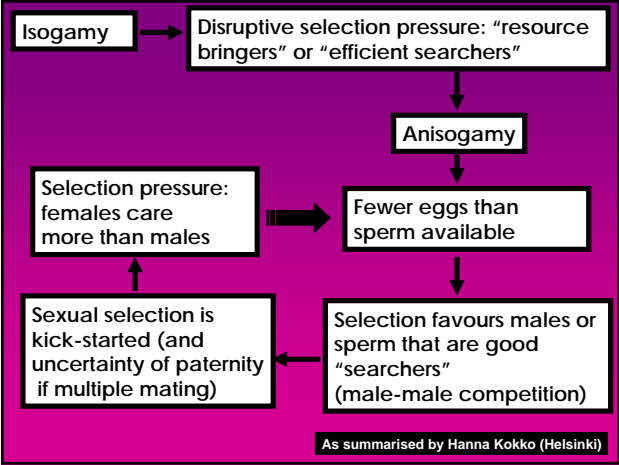 Isogamy
Disruptive selection pressure: “resource
bringers” or “efficient searchers”
Anisogamy
Selection pressure:
females care
more than males
Fewer eggs than
sperm available
Sexual selection is
kick-started (and
uncertainty of paternity
if multiple mating)
Selection favours males or
sperm that are good
“searchers”
(male-male competition)
As summarised by Hanna Kokko (Helsinki)